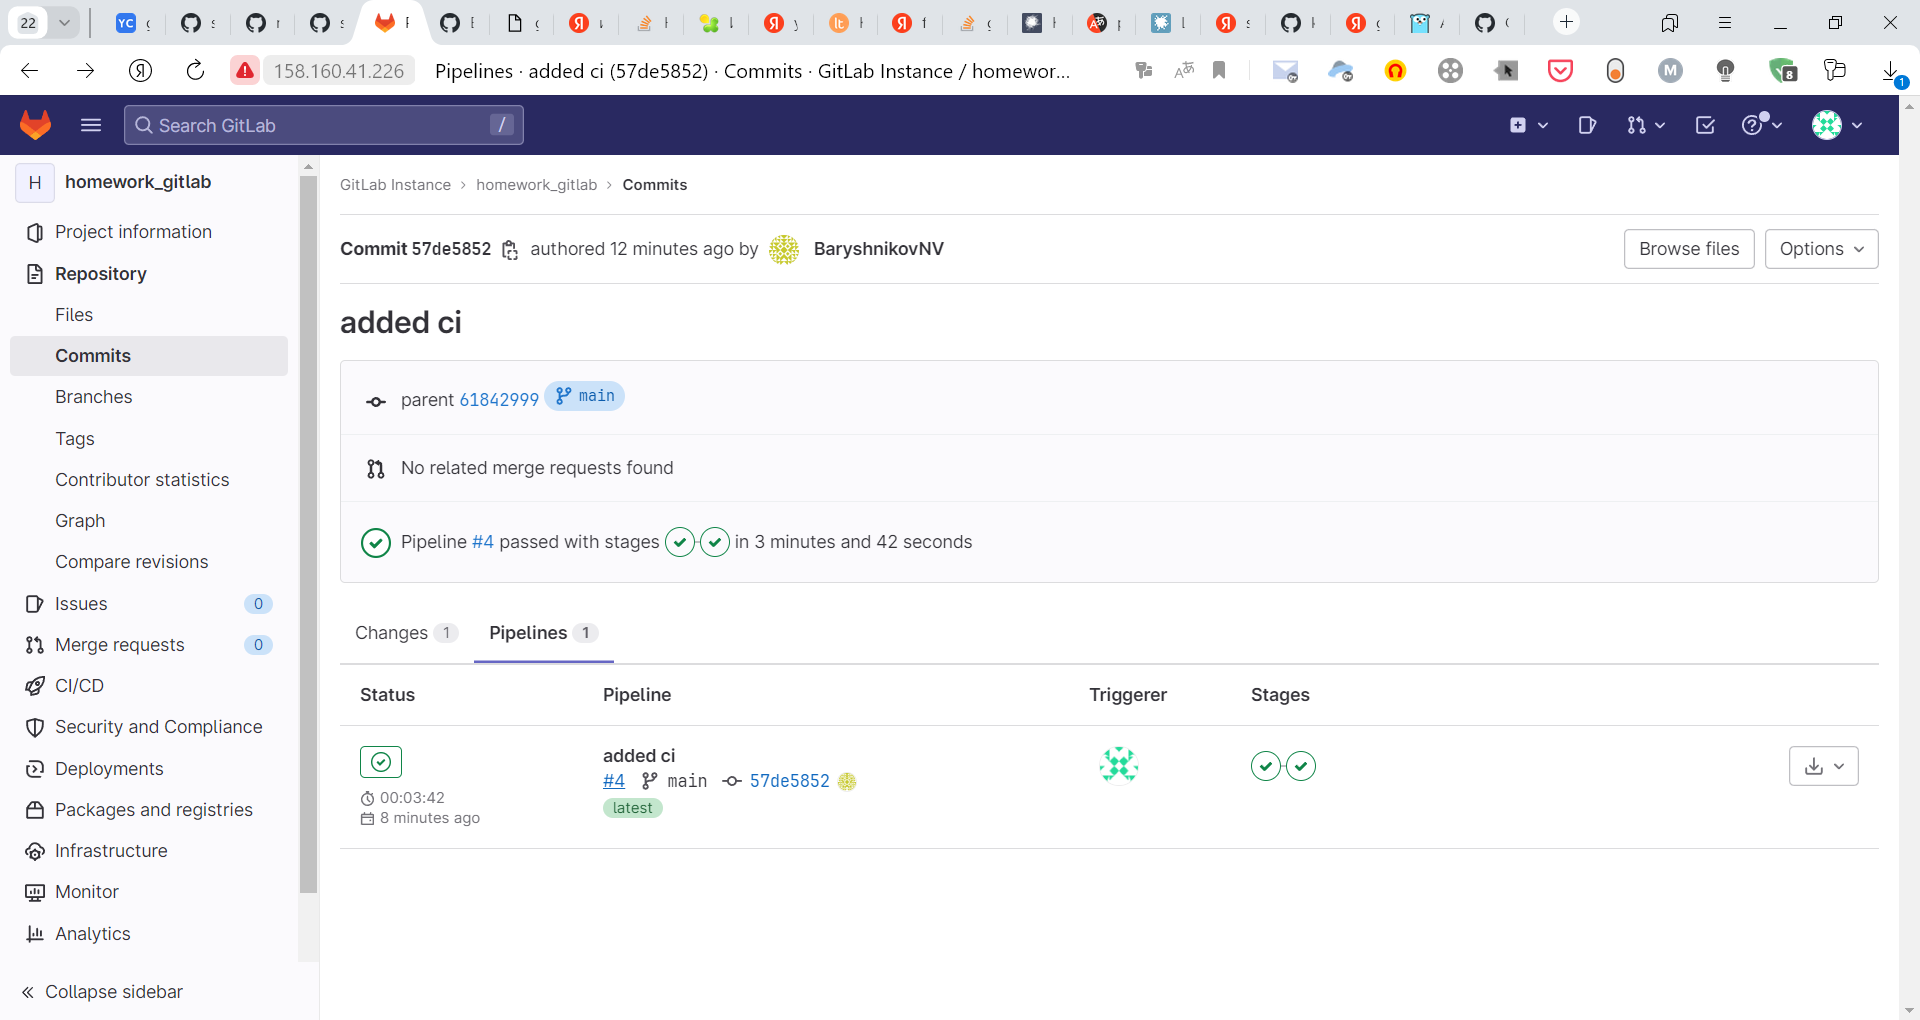 22
YC
158.160.41.226
Pipelines · added ci (57de5852) · Commits · GitLab Instance / homewor...
8
1
Search GitLab
/
H
homework_gitlab
Project information
Repository
Files
Commits
Branches
Tags
Contributor statistics
Graph
Compare revisions
Issues 0
Merge requests 0
CI/CD
Security and Compliance
Deployments
Packages and registries
Infrastructure
Monitor
Analytics
Collapse sidebar
GitLab Instance › homework_gitlab › Commits
Commit 57de5852 authored 12 minutes ago by BaryshnikovNV
Browse files
Options
added ci
parent 61842999 main
No related merge requests found
Pipeline #4 passed with stages in 3 minutes and 42 seconds
Changes 1
Pipelines 1
Status Pipeline Triggerer Stages
00:03:42
8 minutes ago
added ci
#4 main 57de5852
latest